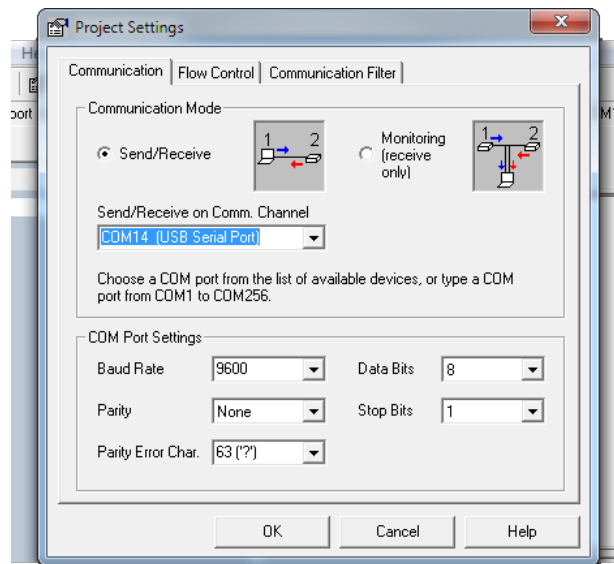 Project Settings
He
port
M1
Communication Flow Control Communication Filter
Communication Mode
Send/Receive
1 2
Monitoring
(receive
only)
1 2
Send/Receive on Comm. Channel
COM14 (USB Serial Port)
Choose a COM port from the list of available devices, or type a COM
port from COM1 to COM256.
COM Port Settings
Baud Rate 9600 Data Bits 8
Parity None Stop Bits 1
Parity Error Char. 63 ('?')
OK Cancel Help